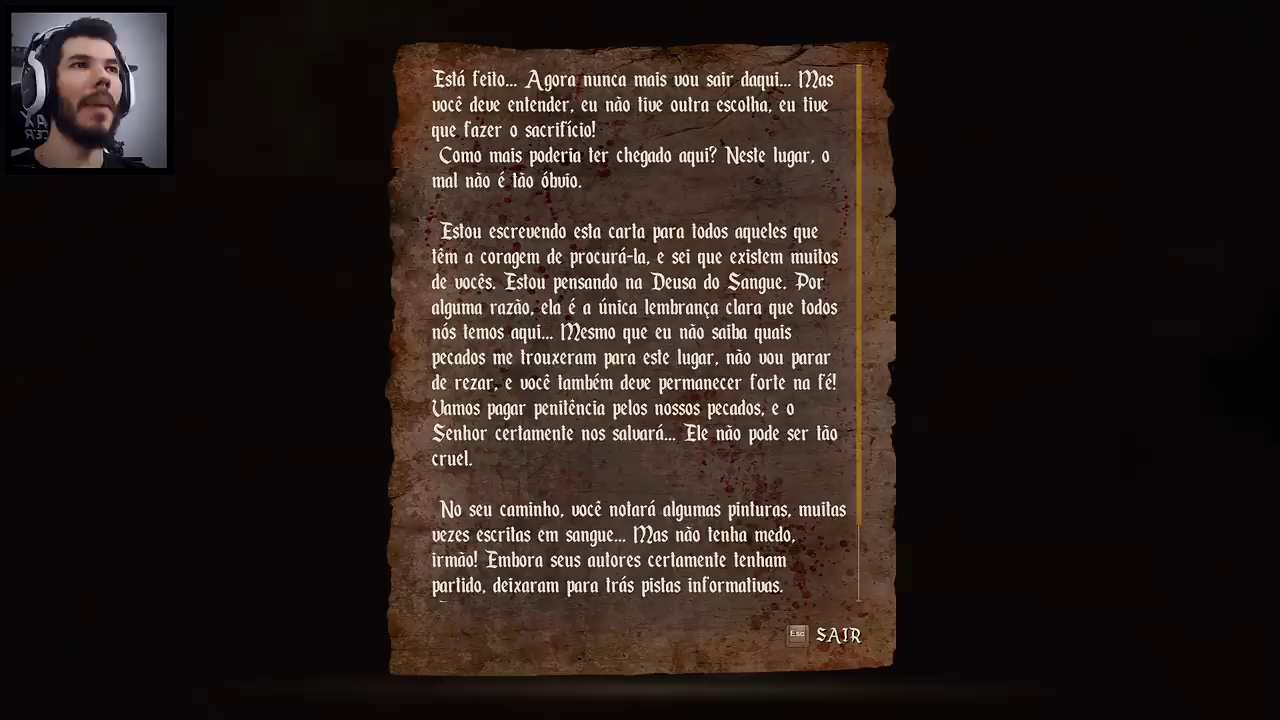 Está feito... Agora nunca mais vou sair daqui... Mas
você deve entender, eu não tive outra escolha, eu tive
que fazer o sacrifício!
Como mais poderia ter chegado aqui? Neste lugar, o
mal não é tão óbvio.
Estou escrevendo esta carta para todos aqueles que
têm a coragem de procurá-la, e sei que existem muitos
de vocês. Estou pensando na Deusa do Sangue. Por
alguma razão, ela é a única lembrança clara que todos
nós temos aqui... Mesmo que eu não saiba quais
pecados me trouxeram para este lugar, não vou parar
de rezar, e você também deve permanecer forte na fé!
Vamos pagar penitência pelos nossos pecados, e o
Senhor certamente nos salvará... Ele não pode ser tão
cruel.
No seu caminho, você notará algumas pinturas, muitas
vezes escritas em sangue... Mas não tenha medo,
irmão! Embora seus autores certamente tenham
partido, deixaram para trás pistas informativas.
Esc SAIR